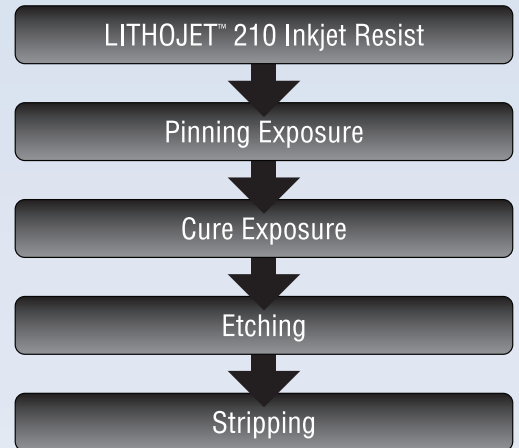 LITHOJET™ 210 Inkjet Resist
Pinning Exposure
Cure Exposure
Etching
Stripping